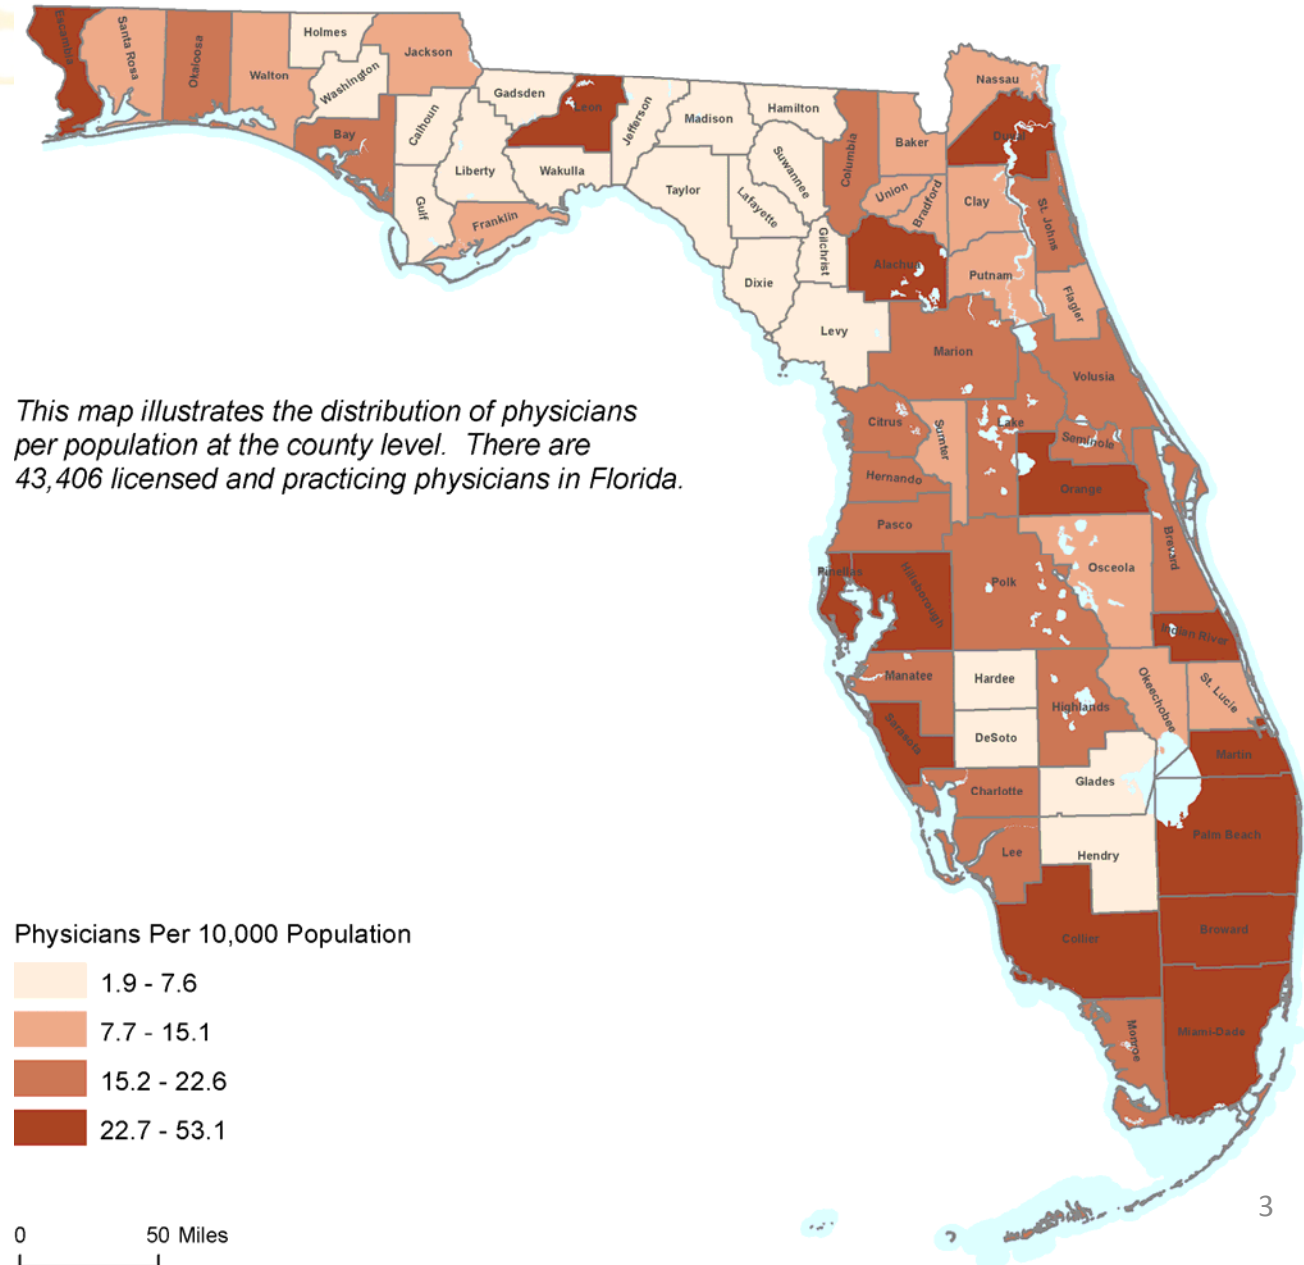 Escambia
Santa Rosa
Okaloosa
Walton
Holmes
Washington
Jackson
Bay
Calhoun
Gulf
Liberty
Gadsden
Leon
Wakulla
Franklin
Jefferson
Madison
Taylor
Hamilton
Suwannee
Lafayette
Dixie
Gilchrist
Levy
Columbia
Baker
Union
Bradford
Alachua
Nassau
Duval
Clay
St. Johns
Putnam
Flagler
Marion
Volusia
Citrus
Sumter
Lake
Seminole
Hernando
Orange
Pasco
Brevard
Pinellas
Hillsborough
Polk
Osceola
Indian River
Manatee
Hardee
Highlands
Okeechobee
St. Lucie
Sarasota
DeSoto
Martin
Charlotte
Glades
Lee
Hendry
Palm Beach
Collier
Broward
Monroe
Miami-Dade
This map illustrates the distribution of physicians
per population at the county level. There are
43,406 licensed and practicing physicians in Florida.
Physicians Per 10,000 Population
1.9 - 7.6
7.7 - 15.1
15.2 - 22.6
22.7 - 53.1
0 50 Miles
3